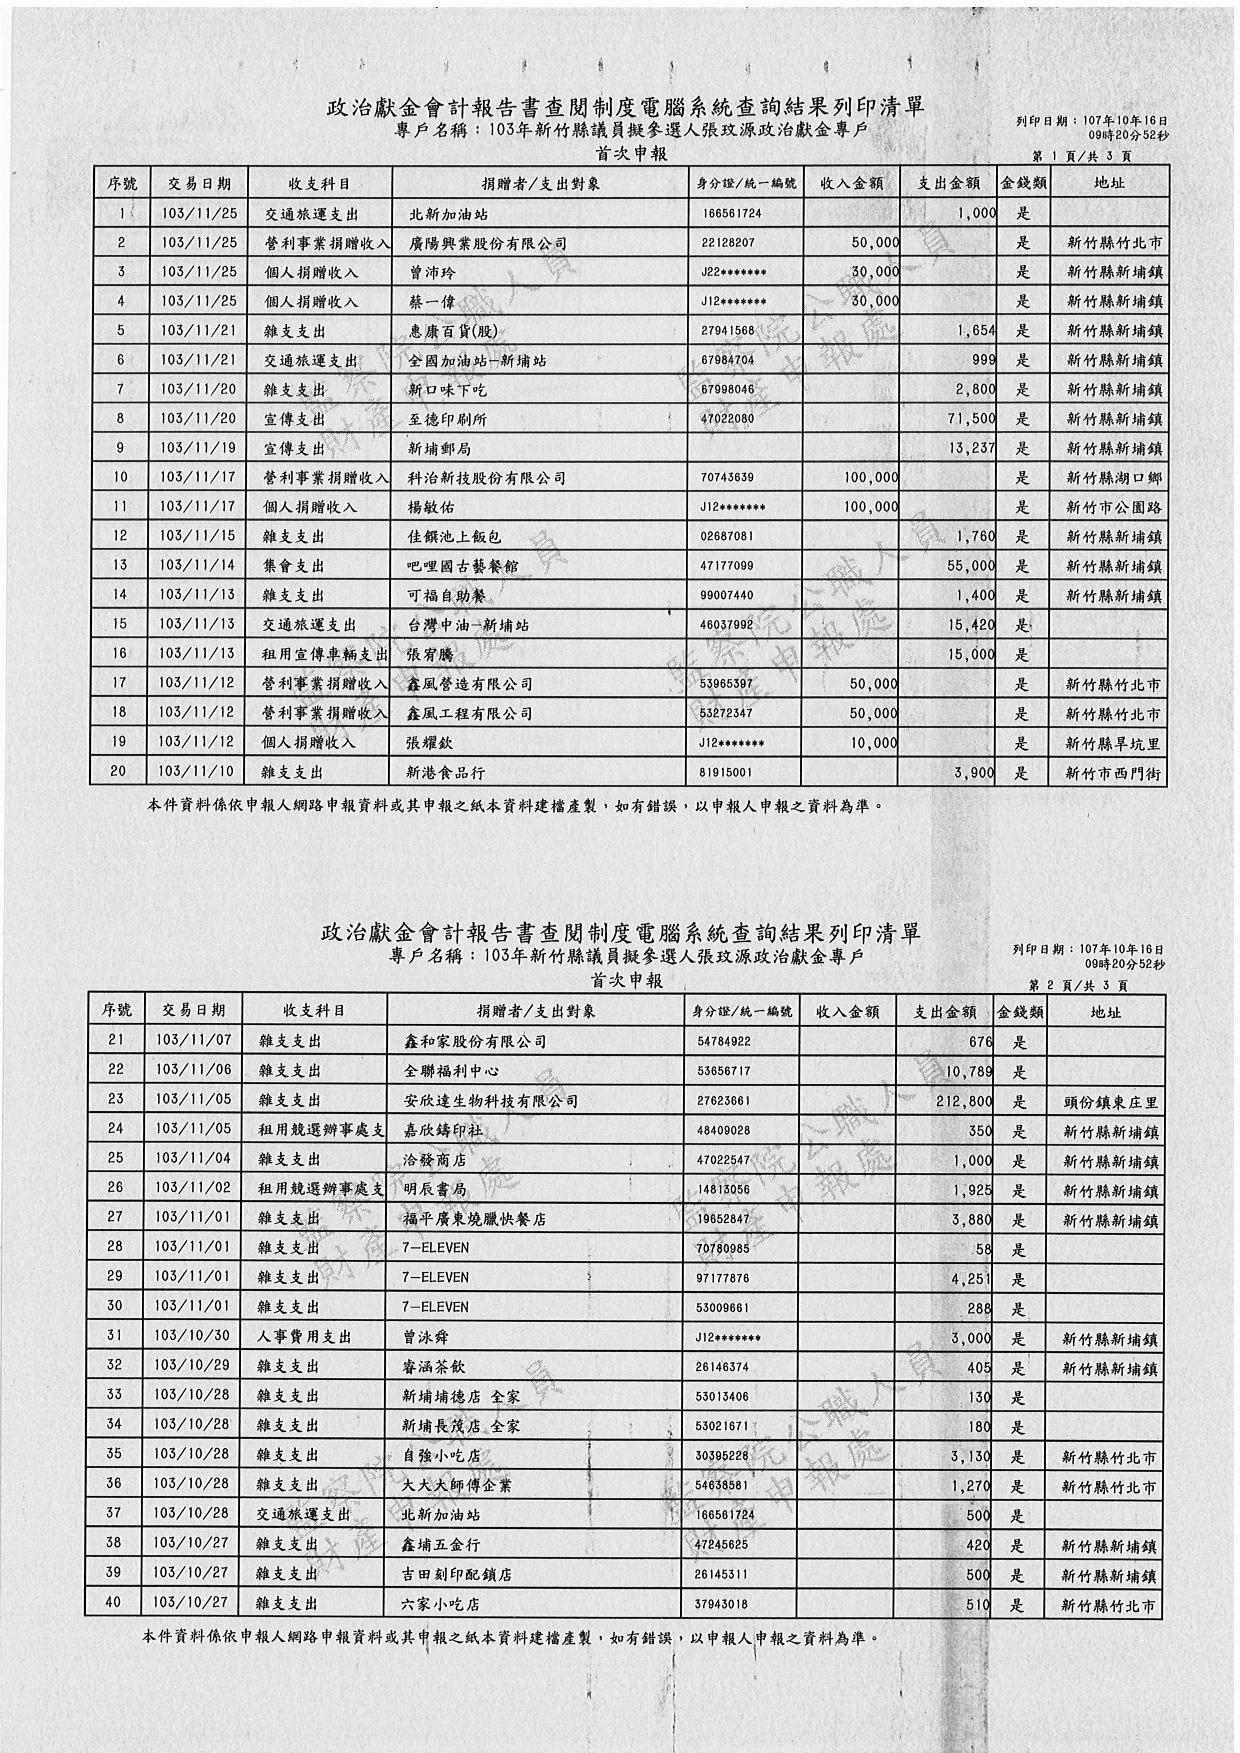 政治獻金會計報告書查閱制度電腦系統查詢結果列印清單
專戶名稱：103年新竹縣議員擬參選人張玟源政治獻金專戶
列印日期：107年10月16日
09時20分52秒
首次申報
第 1 頁/共 3 頁
序號 交易日期 收支科目 捐贈者/支出對象 身分證/統一編號 收入金額 支出金額 金錢類 地址
1 103/11/25 交通旅運支出 北新加油站 166561724 1,000 是
2 103/11/25 營利事業捐贈收入 廣陽興業股份有限公司 22128207 50,000 是 新竹縣竹北市
3 103/11/25 個人捐贈收入 曾沛玲 J22******* 30,000 是 新竹縣新埔鎮
4 103/11/25 個人捐贈收入 蔡一偉 J12******* 30,000 是 新竹縣新埔鎮
5 103/11/21 雜支支出 惠康百貨(股) 27941568 1,654 是 新竹縣新埔鎮
6 103/11/21 交通旅運支出 全國加油站-新埔站 67984704 999 是 新竹縣新埔鎮
7 103/11/20 雜支支出 新口味下吃 67998046 2,800 是 新竹縣新埔鎮
8 103/11/20 宣傳支出 至德印刷所 47022080 71,500 是 新竹縣新埔鎮
9 103/11/19 宣傳支出 新埔郵局 13,237 是 新竹縣新埔鎮
10 103/11/17 營利事業捐贈收入 科治新技股份有限公司 70743639 100,000 是 新竹縣湖口鄉
11 103/11/17 個人捐贈收入 楊敏佑 J12******* 100,000 是 新竹市公園路
12 103/11/15 雜支支出 佳饌池上飯包 02687081 1,760 是 新竹縣新埔鎮
13 103/11/14 集會支出 吧哩國古藝餐館 47177099 55,000 是 新竹縣新埔鎮
14 103/11/13 雜支支出 可福自助餐 99007440 1,400 是 新竹縣新埔鎮
15 103/11/13 交通旅運支出 台灣中油-新埔站 46037992 15,420 是
16 103/11/13 租用宣傳車輛支出 張宥騰 15,000 是
17 103/11/12 營利事業捐贈收入 鑫風營造有限公司 53965397 50,000 是 新竹縣竹北市
18 103/11/12 營利事業捐贈收入 鑫風工程有限公司 53272347 50,000 是 新竹縣竹北市
19 103/11/12 個人捐贈收入 張耀欽 J12******* 10,000 是 新竹縣旱坑里
20 103/11/10 雜支支出 新港食品行 81915001 3,900 是 新竹市西門街
本件資料係依申報人網路申報資料或其申報之紙本資料建檔產製，如有錯誤，以申報人申報之資料為準。
監察院公職人員
財產申報處
政治獻金會計報告書查閱制度電腦系統查詢結果列印清單
專戶名稱：103年新竹縣議員擬參選人張玟源政治獻金專戶
列印日期：107年10月16日
09時20分52秒
首次申報
第 2 頁/共 3 頁
序號 交易日期 收支科目 捐贈者/支出對象 身分證/統一編號 收入金額 支出金額 金錢類 地址
21 103/11/07 雜支支出 鑫和家股份有限公司 54784922 676 是
22 103/11/06 雜支支出 全聯福利中心 53656717 10,789 是
23 103/11/05 雜支支出 安欣達生物科技有限公司 27623661 212,800 是 頭份鎮東庄里
24 103/11/05 租用競選辦事處支 嘉欣鑄印社 48409028 350 是 新竹縣新埔鎮
25 103/11/04 雜支支出 洽發商店 47022547 1,000 是 新竹縣新埔鎮
26 103/11/02 租用競選辦事處支 明辰書局 14813056 1,925 是 新竹縣新埔鎮
27 103/11/01 雜支支出 福平廣東燒臘快餐店 19652847 3,880 是 新竹縣新埔鎮
28 103/11/01 雜支支出 7-ELEVEN 70780985 58 是
29 103/11/01 雜支支出 7-ELEVEN 97177876 4,251 是
30 103/11/01 雜支支出 7-ELEVEN 53009661 288 是
31 103/10/30 人事費用支出 曾泳舜 J12******* 3,000 是 新竹縣新埔鎮
32 103/10/29 雜支支出 睿涵茶飲 26146374 405 是 新竹縣新埔鎮
33 103/10/28 雜支支出 新埔埔德店 全家 53013406 130 是
34 103/10/28 雜支支出 新埔長茂店 全家 53021671 180 是
35 103/10/28 雜支支出 自強小吃店 30395228 3,130 是 新竹縣竹北市
36 103/10/28 雜支支出 大大大師傅企業 54638581 1,270 是 新竹縣竹北市
37 103/10/28 交通旅運支出 北新加油站 166561724 500 是
38 103/10/27 雜支支出 鑫埔五金行 47245625 420 是 新竹縣新埔鎮
39 103/10/27 雜支支出 吉田刻印配鎖店 26145311 500 是 新竹縣新埔鎮
40 103/10/27 雜支支出 六家小吃店 37943018 510 是 新竹縣竹北市
本件資料係依申報人網路申報資料或其申報之紙本資料建檔產製，如有錯誤，以申報人申報之資料為準。
監察院公職人員
財產申報處